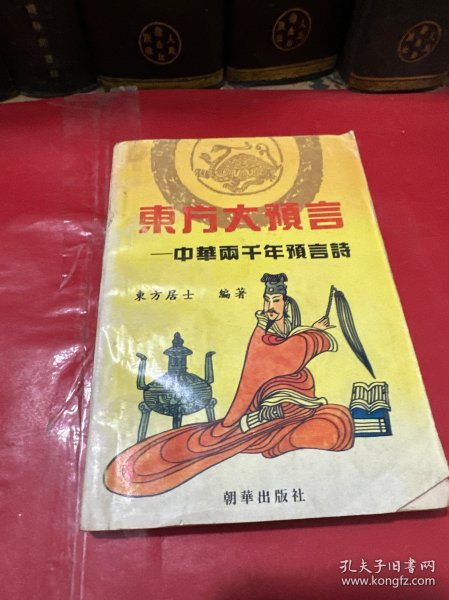 東方大預言
—中華兩千年預言詩
東方居士 編著
朝華出版社
孔夫子旧书网
www.kongfz.com